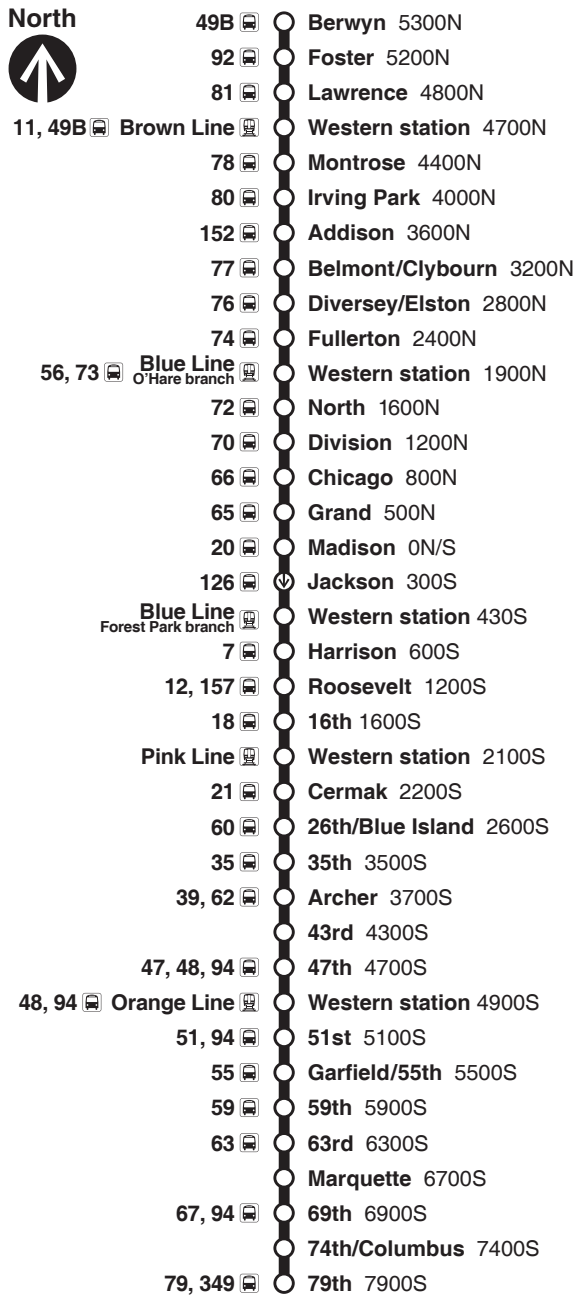 North
49B Berwyn 5300N
92 Foster 5200N
81 Lawrence 4800N
11, 49B Brown Line Western station 4700N
78 Montrose 4400N
80 Irving Park 4000N
152 Addison 3600N
77 Belmont/Clybourn 3200N
76 Diversey/Elston 2800N
74 Fullerton 2400N
56, 73 Blue Line O'Hare branch Western station 1900N
72 North 1600N
70 Division 1200N
66 Chicago 800N
65 Grand 500N
20 Madison 0N/S
126 Jackson 300S
Blue Line Forest Park branch Western station 430S
7 Harrison 600S
12, 157 Roosevelt 1200S
18 16th 1600S
Pink Line Western station 2100S
21 Cermak 2200S
60 26th/Blue Island 2600S
35 35th 3500S
39, 62 Archer 3700S
43rd 4300S
47, 48, 94 47th 4700S
48, 94 Orange Line Western station 4900S
51, 94 51st 5100S
55 Garfield/55th 5500S
59 59th 5900S
63 63rd 6300S
Marquette 6700S
67, 94 69th 6900S
74th/Columbus 7400S
79, 349 79th 7900S